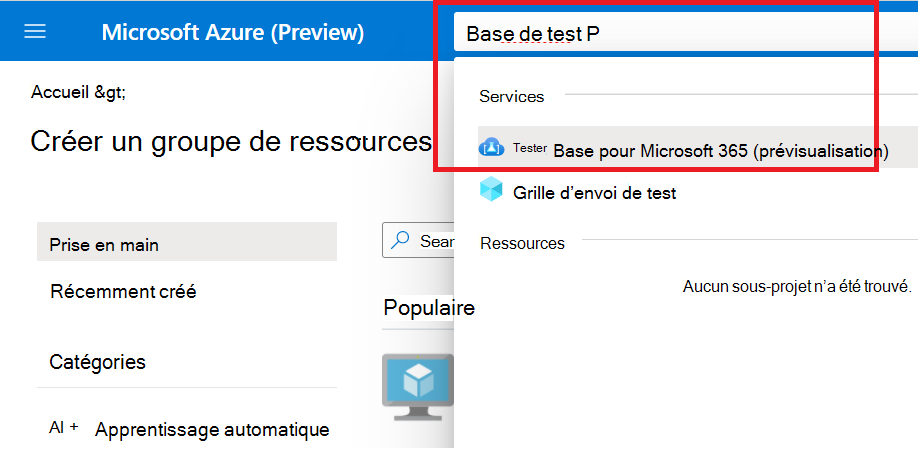 Microsoft Azure (Preview)
Base de test P
Accueil &gt;
Créer un groupe de ressources
Services
Tester Base pour Microsoft 365 (prévisualisation)
Grille d’envoi de test
Ressources
Aucun sous-projet n’a été trouvé.
Prise en main
Récemment créé
Catégories
AI + Apprentissage automatique
Sear
Populaire